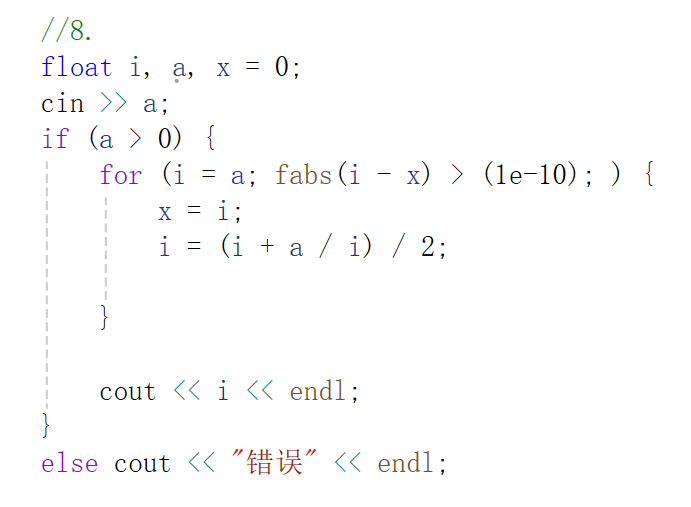 //8.
float i, a, x = 0;
cin >> a;
if (a > 0) {
for (i = a; fabs(i - x) > (1e-10); ) {
x = i;
i = (i + a / i) / 2;
}
cout << i << endl;
}
else cout << "错误" << endl;